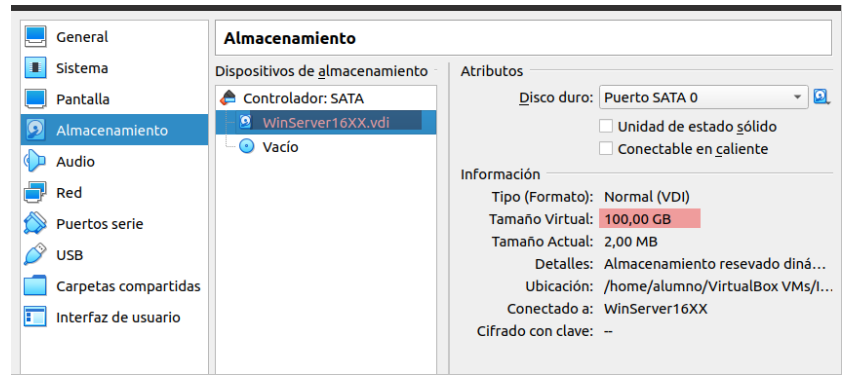 General
Sistema
Pantalla
Almacenamiento
Audio
Red
Puertos serie
USB
Carpetas compartidas
Interfaz de usuario
Almacenamiento
Dispositivos de almacenamiento
Controlador: SATA
WinServer16XX.vdi
Vacío
Atributos
Disco duro: Puerto SATA 0
Unidad de estado sólido
Conectable en caliente
Información
Tipo (Formato): Normal (VDI)
Tamaño Virtual: 100,00 GB
Tamaño Actual: 2,00 MB
Detalles: Almacenamiento resevado diná...
Ubicación: /home/alumno/VirtualBox VMs/I...
Conectado a: WinServer16XX
Cifrado con clave: --